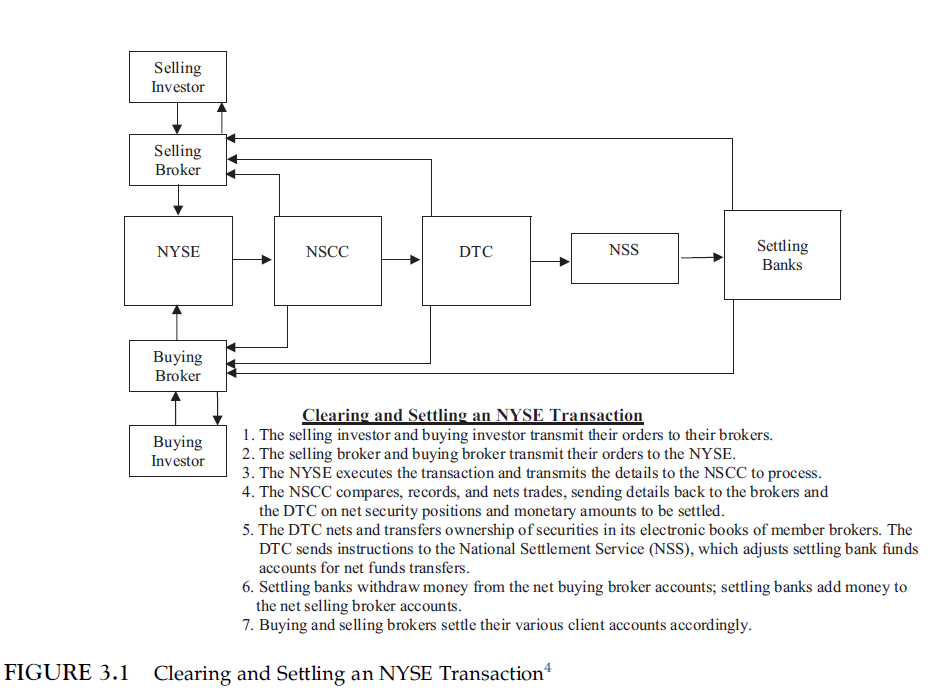 Selling
Investor
Selling
Broker
NYSE
NSCC
DTC
NSS
Settling
Banks
Buying
Broker
Buying
Investor
Clearing and Settling an NYSE Transaction
1. The selling investor and buying investor transmit their orders to their brokers.
2. The selling broker and buying broker transmit their orders to the NYSE.
3. The NYSE executes the transaction and transmits the details to the NSCC to process.
4. The NSCC compares, records, and nets trades, sending details back to the brokers and
the DTC on net security positions and monetary amounts to be settled.
5. The DTC nets and transfers ownership of securities in its electronic books of member brokers. The
DTC sends instructions to the National Settlement Service (NSS), which adjusts settling bank funds
accounts for net funds transfers.
6. Settling banks withdraw money from the net buying broker accounts; settling banks add money to
the net selling broker accounts.
7. Buying and selling brokers settle their various client accounts accordingly.
FIGURE 3.1 Clearing and Settling an NYSE Transaction4